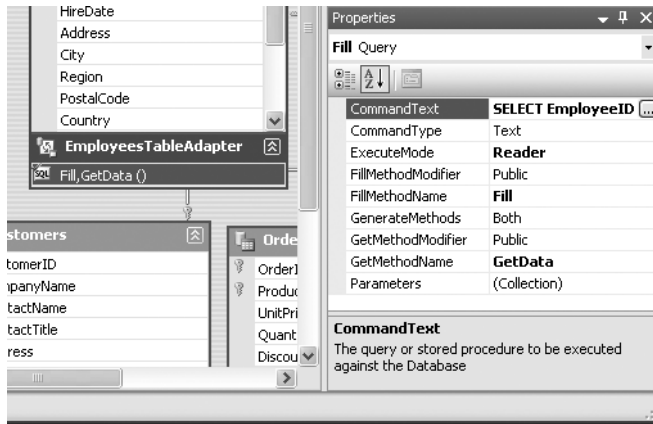 HireDate
Address
City
Region
PostalCode
Country
EmployeesTableAdapter
SQL Fill,GetData ()
stomers
tomerID
npanyName
tactName
tactTitle
ress
Orde
OrderI
Produc
UnitPri
Quant
Discou
Properties
Fill Query
CommandText SELECT EmployeeID ...
CommandType Text
ExecuteMode Reader
FillMethodModifier Public
FillMethodName Fill
GenerateMethods Both
GetMethodModifier Public
GetMethodName GetData
Parameters (Collection)
CommandText
The query or stored procedure to be executed
against the Database